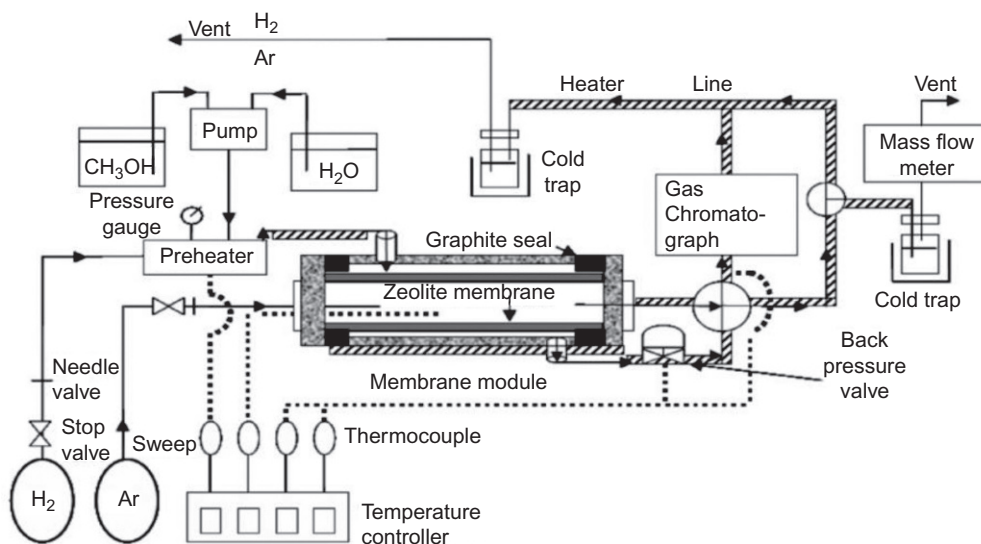 Vent
H₂
Ar
Heater Line
Vent
Pump
CH₃OH
H₂O
Cold
trap
Mass flow
meter
Pressure
gauge
Gas
Chromato-
graph
Preheater
Graphite seal
Zeolite membrane
Cold trap
Needle
valve
Membrane module
Back
pressure
valve
Stop
valve
Sweep
Thermocouple
H₂
Ar
Temperature
controller